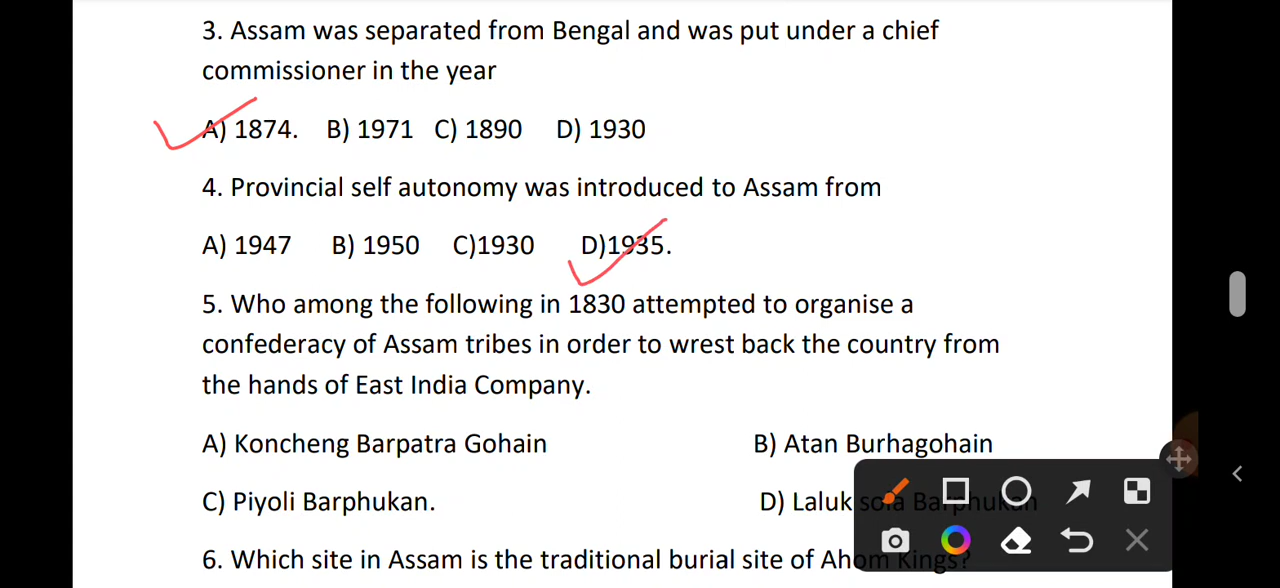 3. Assam was separated from Bengal and was put under a chief
commissioner in the year
A) 1874. B) 1971 C) 1890 D) 1930
4. Provincial self autonomy was introduced to Assam from
A) 1947 B) 1950 C)1930 D)1935.
5. Who among the following in 1830 attempted to organise a
confederacy of Assam tribes in order to wrest back the country from
the hands of East India Company.
A) Koncheng Barpatra Gohain B) Atan Burhagohain
C) Piyoli Barphukan. D) Laluk sola Barphukan
6. Which site in Assam is the traditional burial site of Ahom Kings?